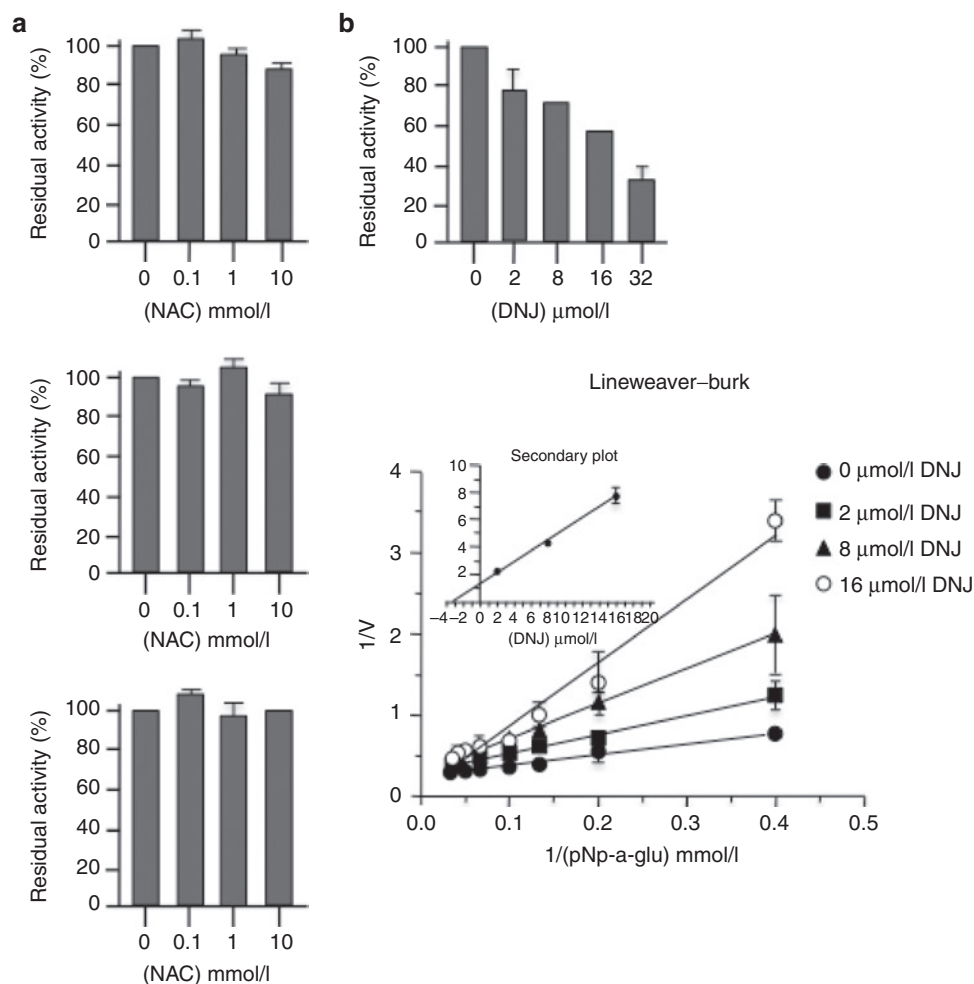 a
Residual activity (%)
100
80
60
40
20
0
0 0.1 1 10
(NAC) mmol/l
Residual activity (%)
100
80
60
40
20
0
0 0.1 1 10
(NAC) mmol/l
Residual activity (%)
100
80
60
40
20
0
0 0.1 1 10
(NAC) mmol/l
b
Residual activity (%)
100
80
60
40
20
0
0 2 8 16 32
(DNJ) μmol/l
Lineweaver–burk
1/V
4
3
2
1
0
0.0 0.1 0.2 0.3 0.4 0.5
1/(pNp-a-glu) mmol/l
Secondary plot
10
8
6
4
2
–4 –2 0 2 4 6 8 10 12 14 16 18 20
(DNJ) μmol/l
0 μmol/l DNJ
2 μmol/l DNJ
8 μmol/l DNJ
16 μmol/l DNJ